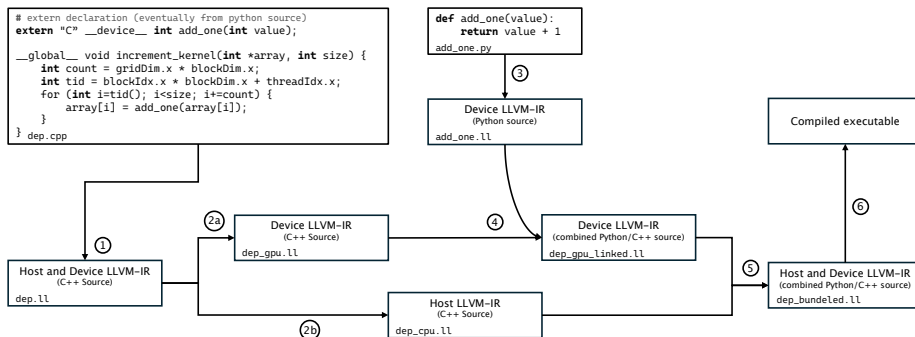 # extern declaration (eventually from python source)
extern "C" __device__ int add_one(int value);
__global__ void increment_kernel(int *array, int size) {
int count = gridDim.x * blockDim.x;
int tid = blockIdx.x * blockDim.x + threadIdx.x;
for (int i=tid(); i<size; i+=count) {
array[i] = add_one(array[i]);
}
}
dep.cpp
def add_one(value):
return value + 1
add_one.py
3
Device LLVM-IR
(Python source)
add_one.ll
Compiled executable
1
2a
4
6
Device LLVM-IR
(C++ Source)
dep_gpu.ll
Device LLVM-IR
(combined Python/C++ source)
dep_gpu_linked.ll
Host and Device LLVM-IR
(C++ Source)
dep.ll
5
Host and Device LLVM-IR
(combined Python/C++ source)
dep_bundeled.ll
2b
Host LLVM-IR
(C++ Source)
dep_cpu.ll